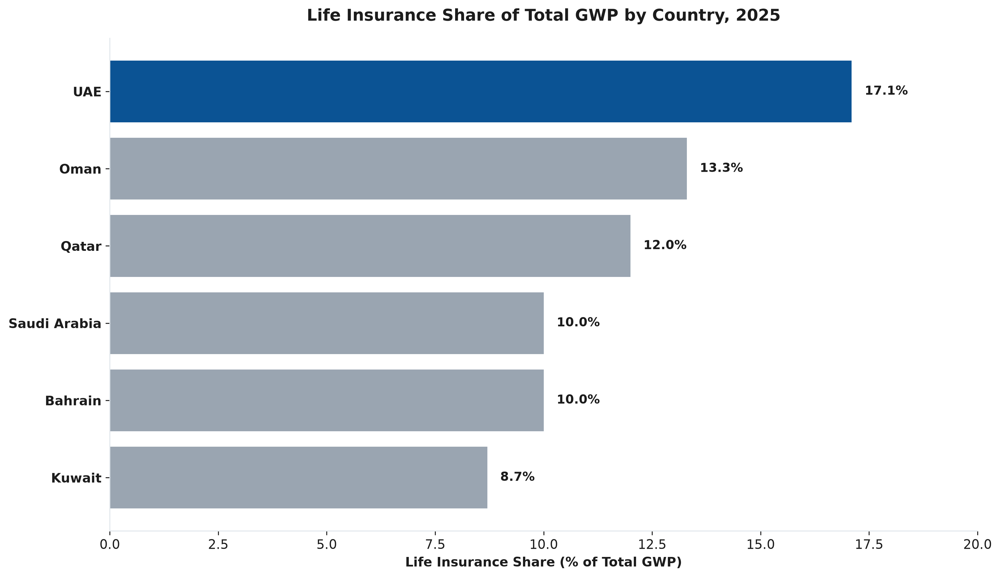 Life Insurance Share of Total GWP by Country, 2025
UAE
17.1%
Oman
13.3%
Qatar
12.0%
Saudi Arabia
10.0%
Bahrain
10.0%
Kuwait
8.7%
0.0 2.5 5.0 7.5 10.0 12.5 15.0 17.5 20.0
Life Insurance Share (% of Total GWP)